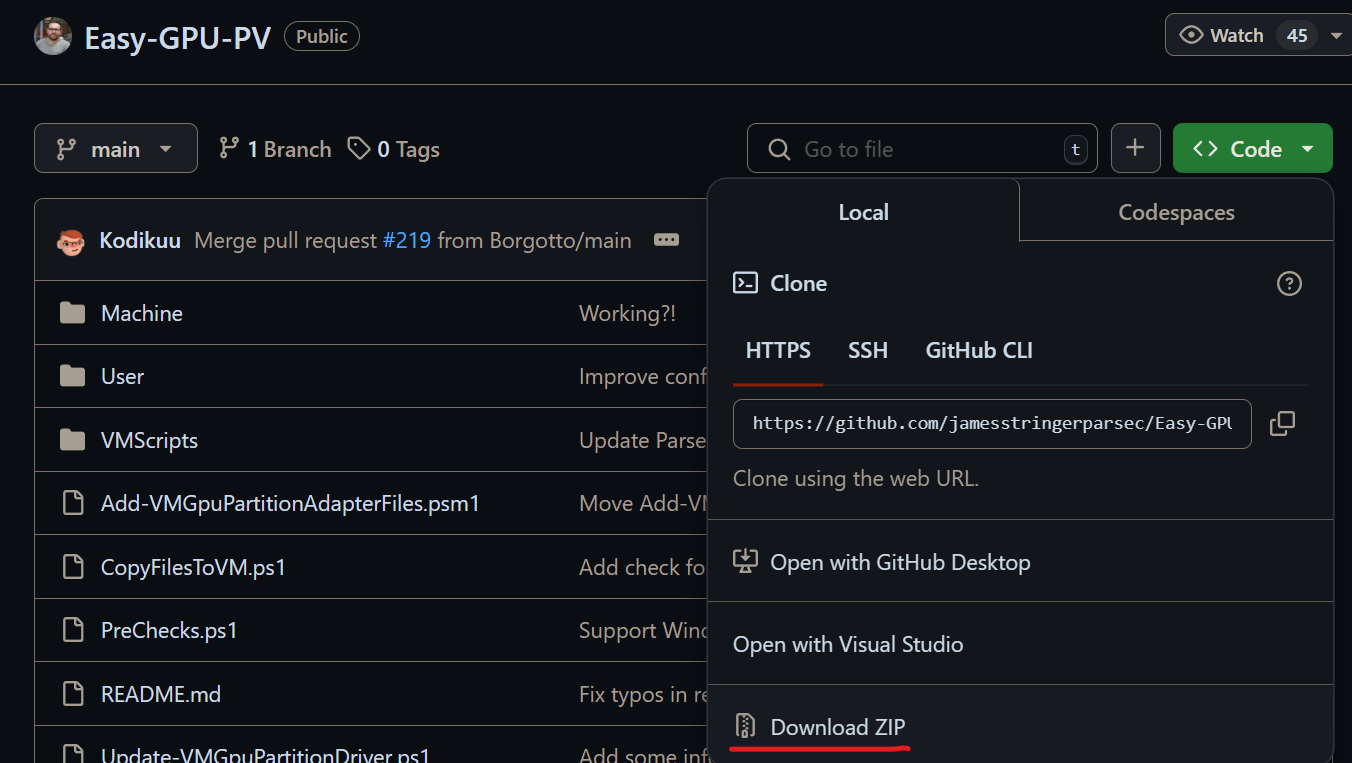 Easy-GPU-PV Public
Watch 45
main 1 Branch 0 Tags
Go to file t
+
<> Code
Kodikuu Merge pull request #219 from Borgotto/main
Machine Working?!
User Improve conf
VMScripts Update Parse
Add-VMGpuPartitionAdapterFiles.psm1 Move Add-VM
CopyFilesToVM.ps1 Add check fo
PreChecks.ps1 Support Wind
README.md Fix typos in re
Update-VMGpuPartitionDriver.ps1 Add some inf
Local Codespaces
Clone
HTTPS SSH GitHub CLI
https://github.com/jamesstringerparsec/Easy-GPU
Clone using the web URL.
Open with GitHub Desktop
Open with Visual Studio
Download ZIP